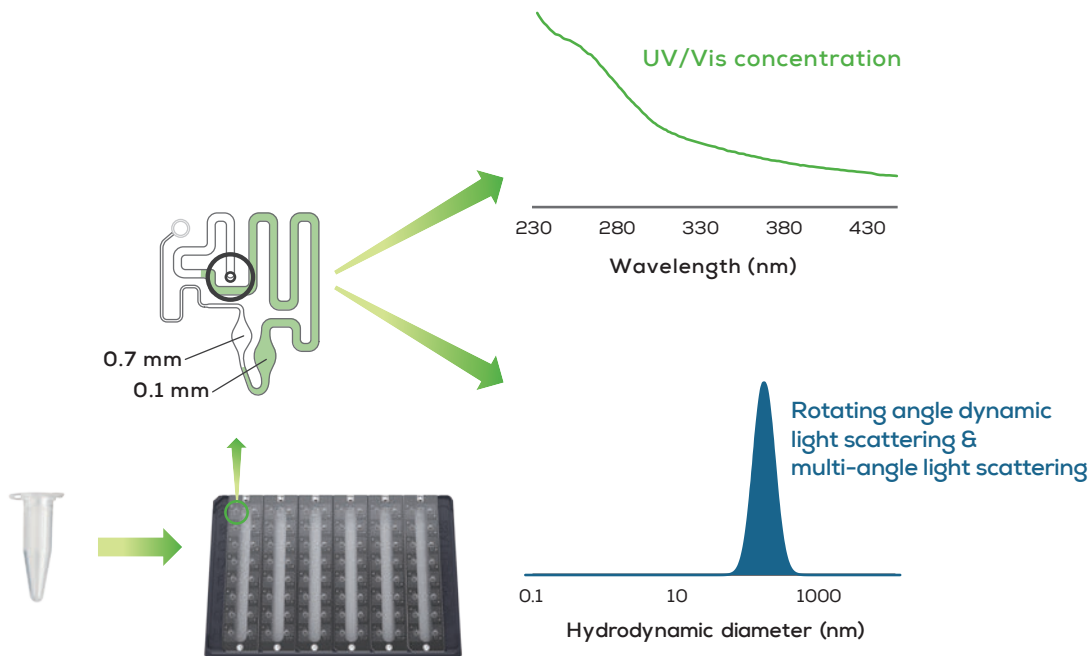 UV/Vis concentration
230 280 330 380 430
Wavelength (nm)
0.7 mm
0.1 mm
Rotating angle dynamic
light scattering &
multi-angle light scattering
0.1 10 1000
Hydrodynamic diameter (nm)